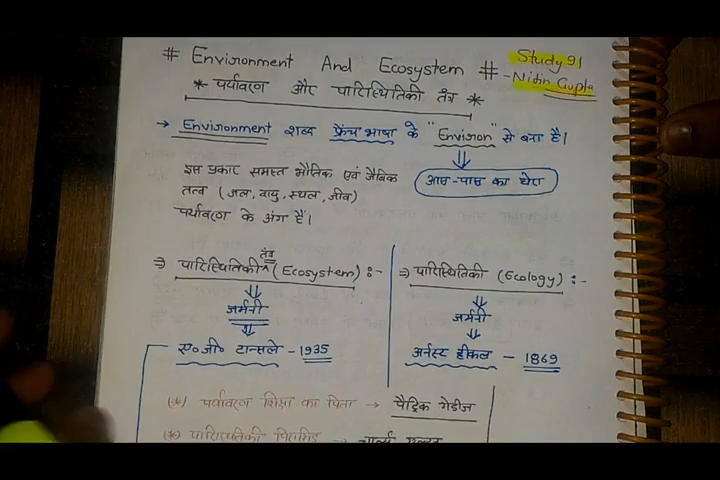 # Environment And Ecosystem #
Study 91
- Nitin Gupta
* पर्यावरण और पारिस्थितिकी तंत्र *
→ Environment शब्द फ्रेंच भाषा के "Environ" से बना है।
आस-पास का घेरा
इस प्रकार समस्त भौतिक एवं जैविक
तत्व (जल, वायु, स्थल, जीव)
पर्यावरण के अंग हैं।
⇒ पारिस्थितिकी तंत्र (Ecosystem) :-
जर्मनी
ए॰ जी॰ टान्सले - 1935
⇒ पारिस्थितिकी (Ecology) :-
जर्मनी
अर्नेस्ट हीकल - 1869
(*) पर्यावरण शिक्षा का पिता → पैट्रिक गेडीज
(*) पारिस्थितिकी पिरामिड → चार्ल्स